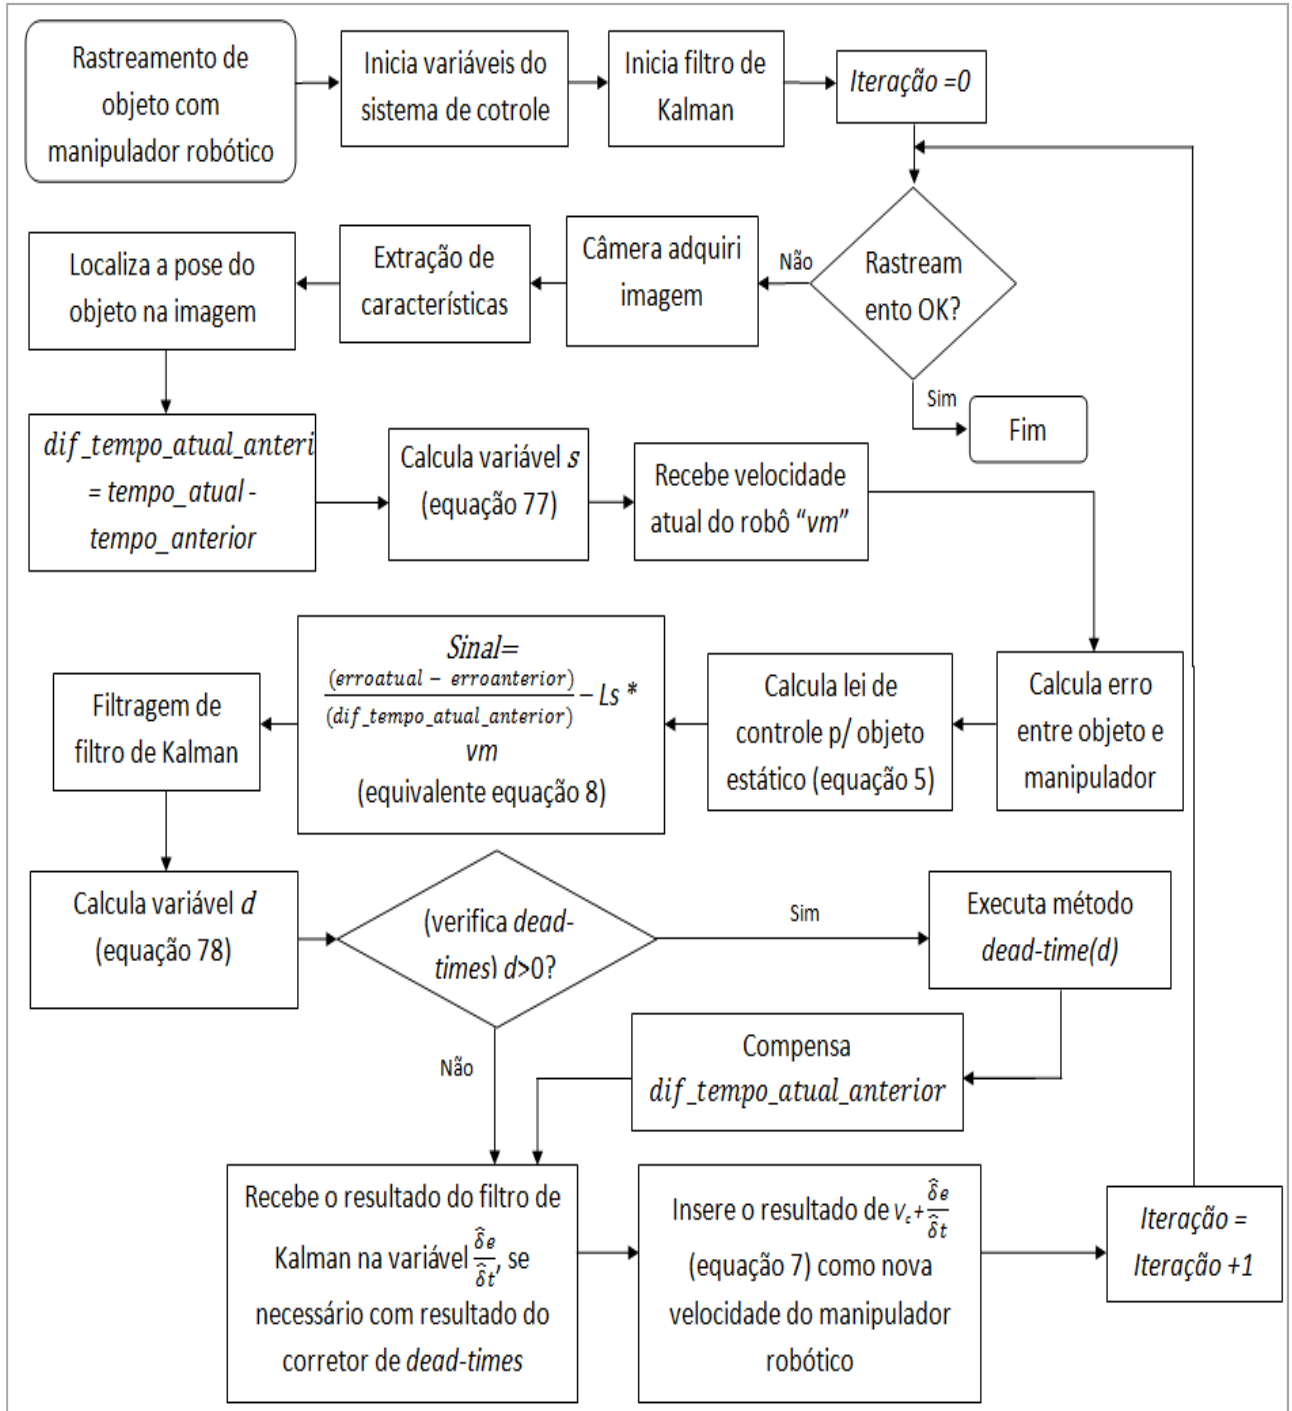 Rastreamento de
objeto com
manipulador robótico
Inicia variáveis do
sistema de cotrole
Inicia filtro de
Kalman
Iteração =0
Rastream
ento OK?
Não
Sim
Fim
Câmera adquiri
imagem
Extração de
características
Localiza a pose do
objeto na imagem
dif_tempo_atual_anteri
= tempo_atual -
tempo_anterior
Calcula variável s
(equação 77)
Recebe velocidade
atual do robô “vm”
Calcula erro
entre objeto e
manipulador
Calcula lei de
controle p/ objeto
estático (equação 5)
Sinal=
(erroatual − erroanterior)
(dif_tempo_atual_anterior)
− Ls *
vm
(equivalente equação 8)
Filtragem de
filtro de Kalman
Calcula variável d
(equação 78)
(verifica dead-
times) d>0?
Sim
Não
Executa método
dead-time(d)
Compensa
dif_tempo_atual_anterior
Recebe o resultado do filtro de
Kalman na variável δ̂e/δ̂t, se
necessário com resultado do
corretor de dead-times
Insere o resultado de Vc+δ̂e/δ̂t
(equação 7) como nova
velocidade do manipulador
robótico
Iteração =
Iteração +1